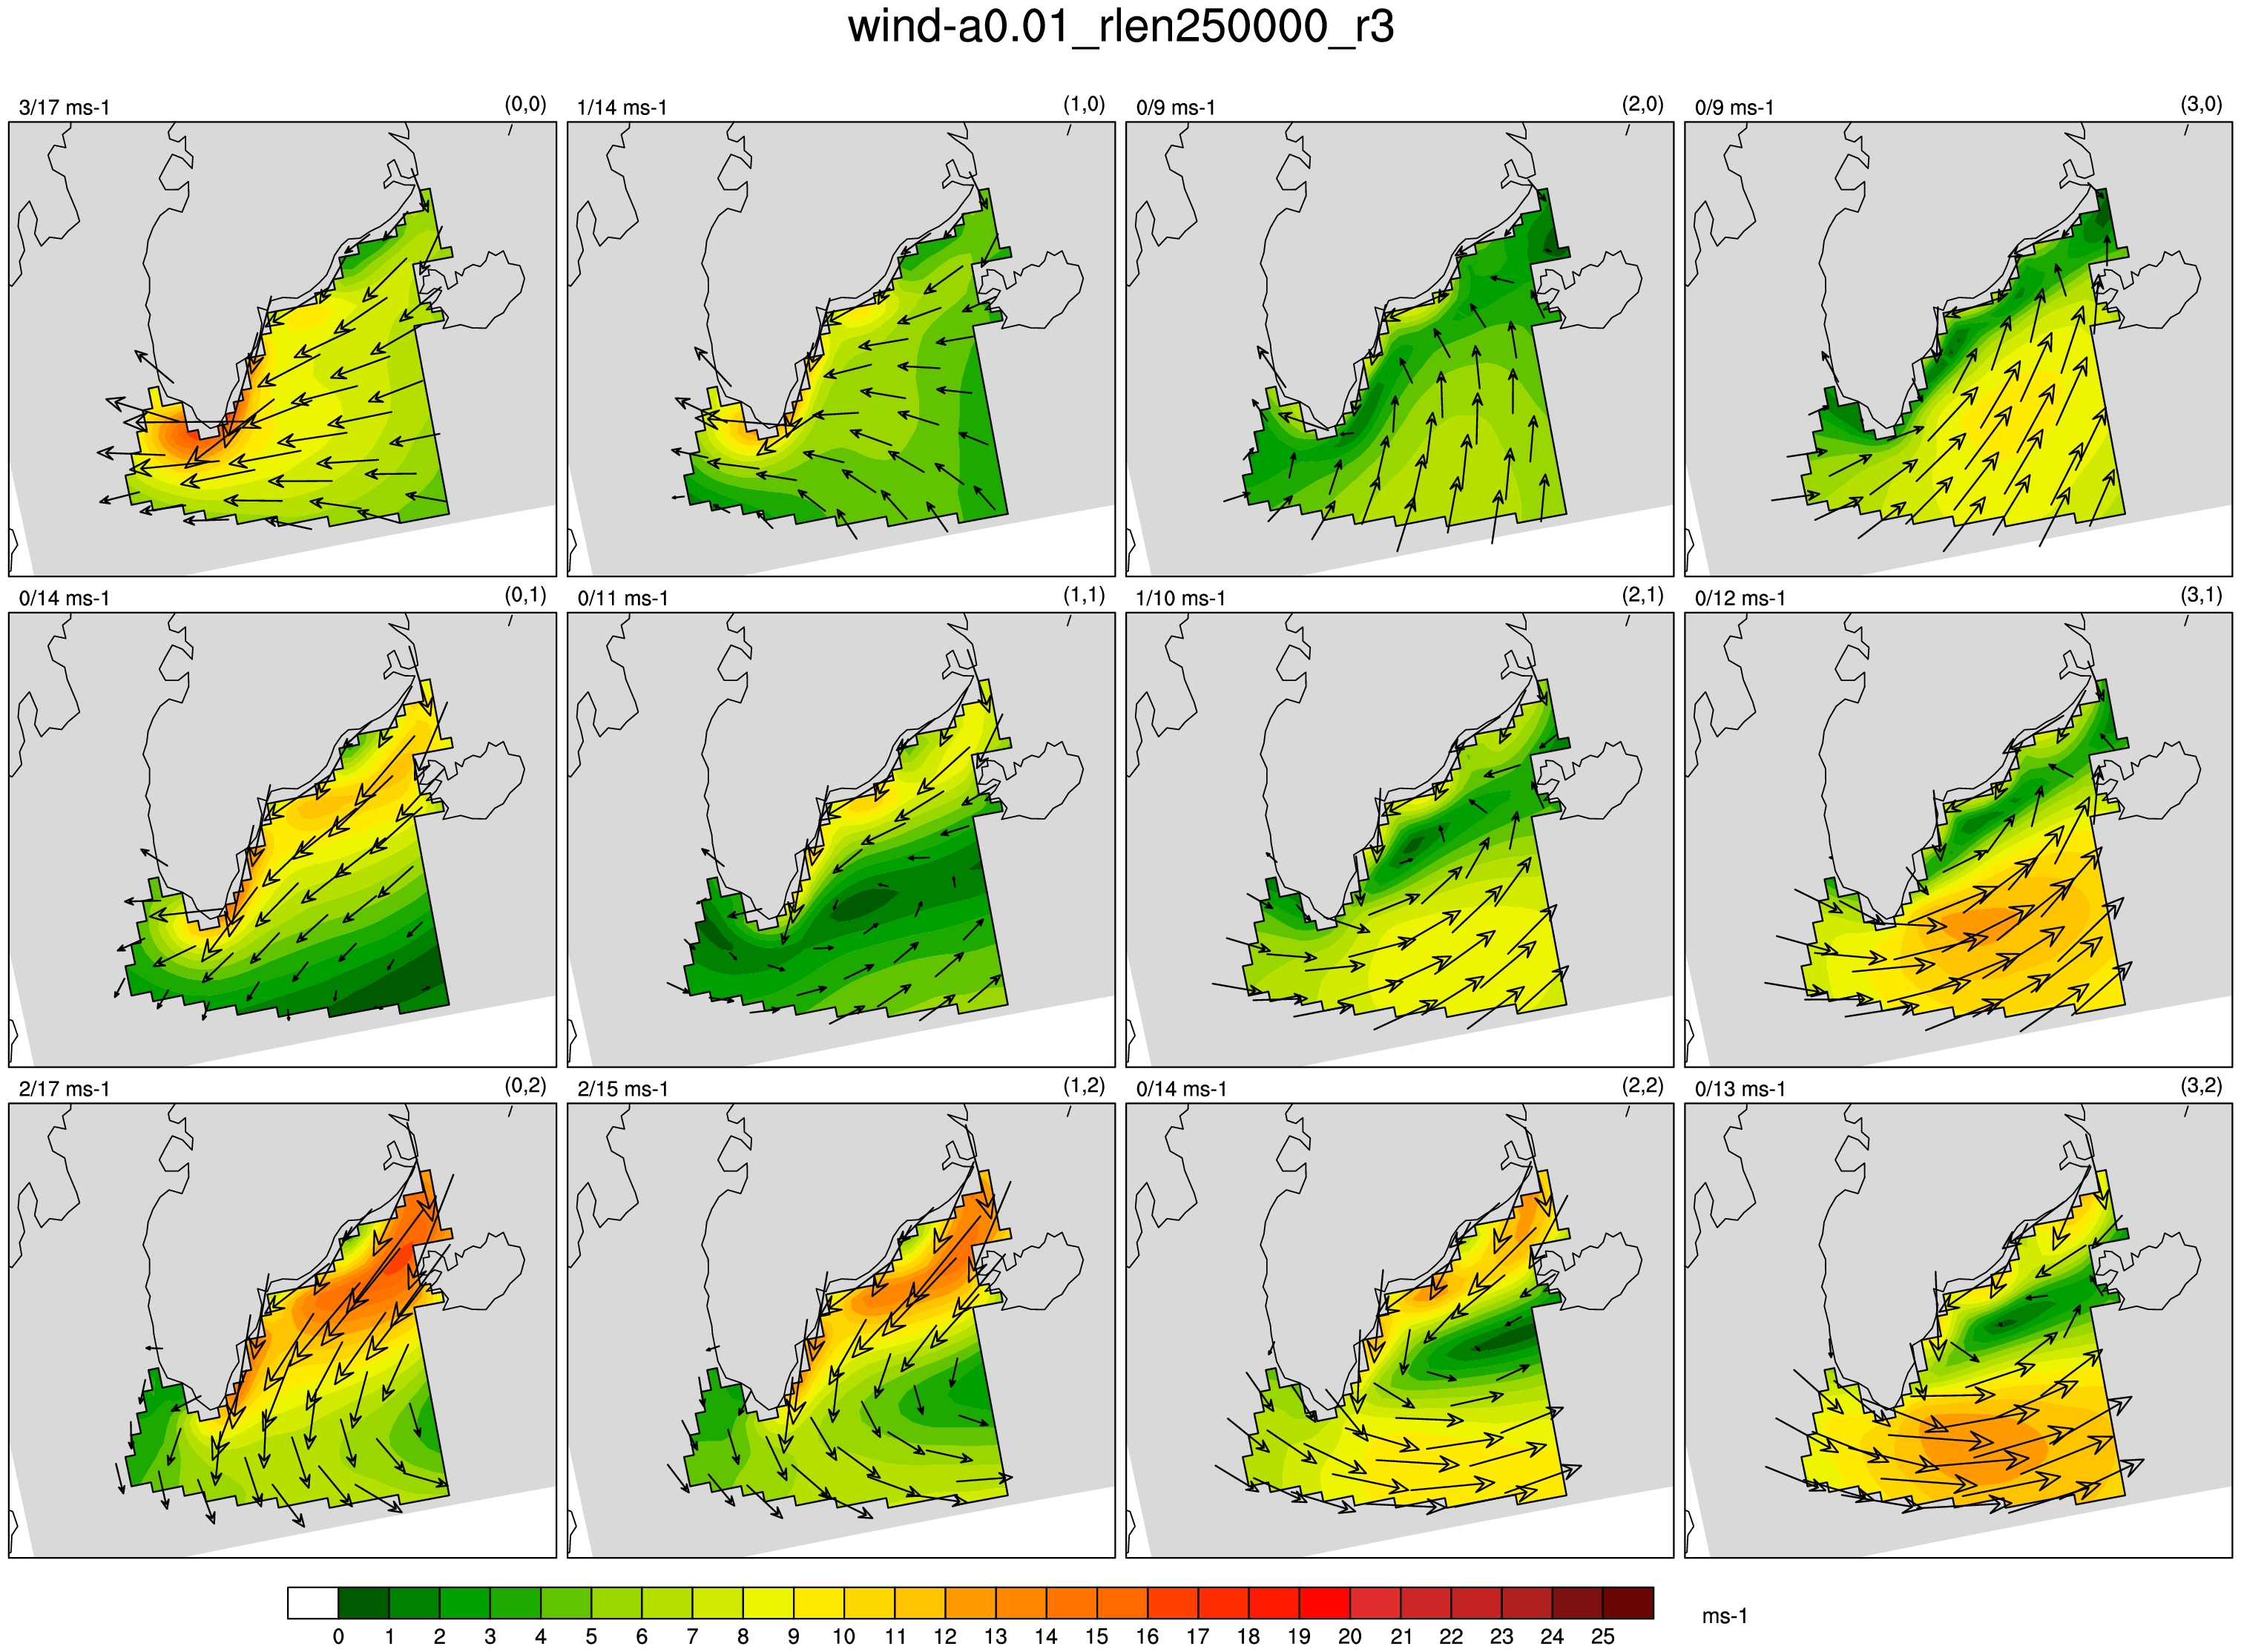 wind-a0.01_rlen250000_r3
3/17 ms-1 (0,0) 1/14 ms-1 (1,0) 0/9 ms-1 (2,0) 0/9 ms-1 (3,0)
0/14 ms-1 (0,1) 0/11 ms-1 (1,1) 1/10 ms-1 (2,1) 0/12 ms-1 (3,1)
2/17 ms-1 (0,2) 2/15 ms-1 (1,2) 0/14 ms-1 (2,2) 0/13 ms-1 (3,2)
0 1 2 3 4 5 6 7 8 9 10 11 12 13 14 15 16 17 18 19 20 21 22 23 24 25 ms-1